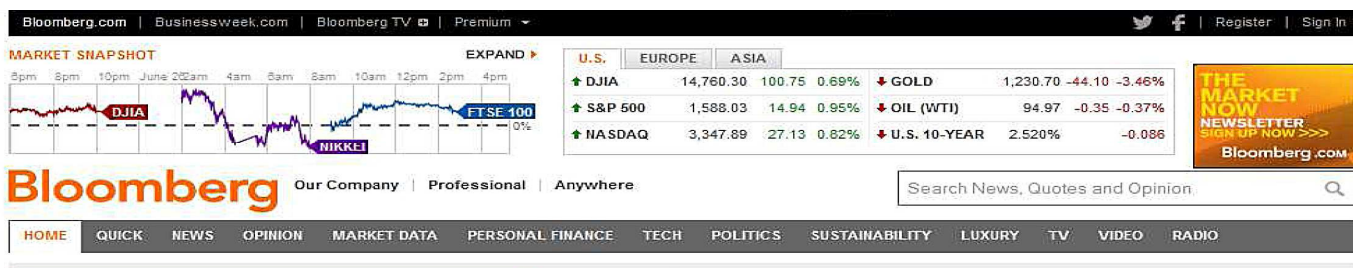 Bloomberg.com | Businessweek.com | Bloomberg TV | Premium
| Register | Sign In
MARKET SNAPSHOT EXPAND
6pm 8pm 10pm June 262am 4am 6am 8am 10am 12pm 2pm 4pm
DJIA
FTSE 100
0%
NIKKEI
U.S. EUROPE ASIA
DJIA 14,760.30 100.75 0.69% GOLD 1,230.70 -44.10 -3.46%
S&P 500 1,588.03 14.94 0.95% OIL (WTI) 94.97 -0.35 -0.37%
NASDAQ 3,347.89 27.13 0.82% U.S. 10-YEAR 2.520% -0.086
THE
MARKET
NOW
NEWSLETTER
SIGN UP NOW >>>
Bloomberg.COM
Bloomberg Our Company | Professional | Anywhere
Search News, Quotes and Opinion
HOME QUICK NEWS OPINION MARKET DATA PERSONAL FINANCE TECH POLITICS SUSTAINABILITY LUXURY TV VIDEO RADIO